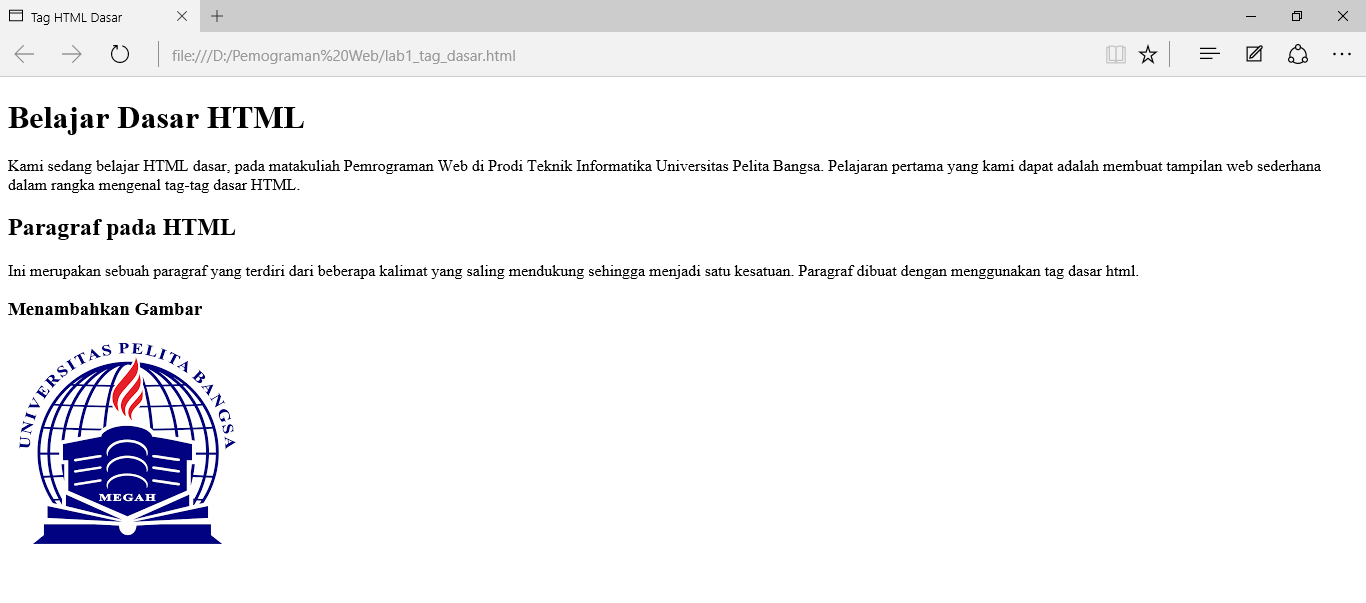 Tag HTML Dasar
file:///D:/Pemograman%20Web/lab1_tag_dasar.html
Belajar Dasar HTML
Kami sedang belajar HTML dasar, pada matakuliah Pemrograman Web di Prodi Teknik Informatika Universitas Pelita Bangsa. Pelajaran pertama yang kami dapat adalah membuat tampilan web sederhana
dalam rangka mengenal tag-tag dasar HTML.
Paragraf pada HTML
Ini merupakan sebuah paragraf yang terdiri dari beberapa kalimat yang saling mendukung sehingga menjadi satu kesatuan. Paragraf dibuat dengan menggunakan tag dasar html.
Menambahkan Gambar
UNIVERSITAS PELITA BANGSA
MEGAH